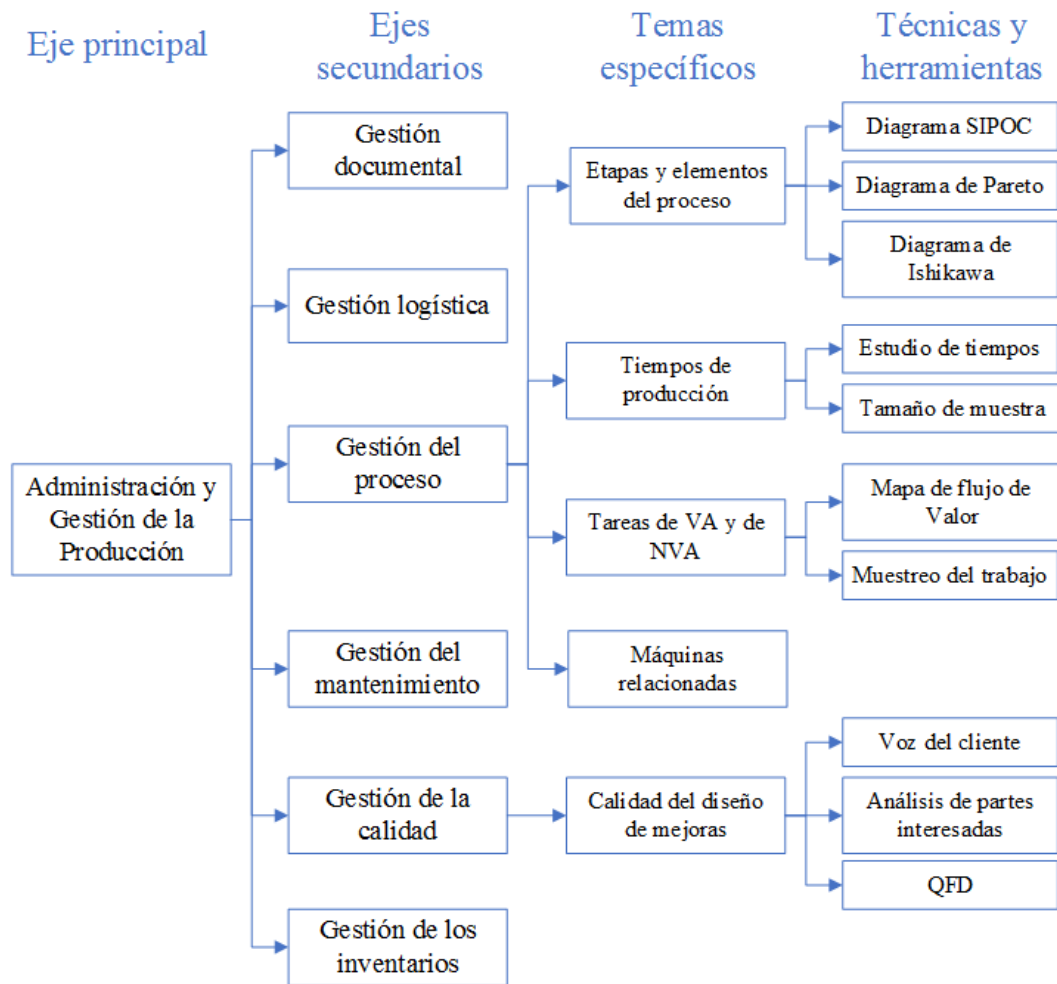 Eje principal
Ejes
secundarios
Temas
específicos
Técnicas y
herramientas
Administración y
Gestión de la
Producción
Gestión
documental
Gestión logística
Gestión del
proceso
Gestión del
mantenimiento
Gestión de la
calidad
Gestión de los
inventarios
Etapas y elementos
del proceso
Tiempos de
producción
Tareas de VA y de
NVA
Máquinas
relacionadas
Calidad del diseño
de mejoras
Diagrama SIPOC
Diagrama de Pareto
Diagrama de
Ishikawa
Estudio de tiempos
Tamaño de muestra
Mapa de flujo de
Valor
Muestreo del trabajo
Voz del cliente
Análisis de partes
interesadas
QFD